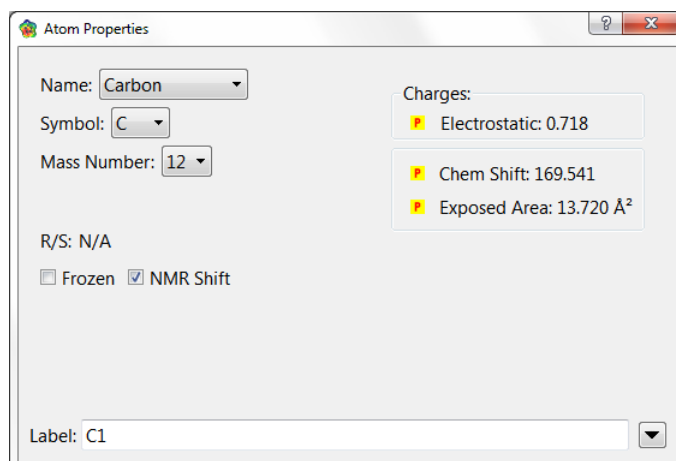 Atom Properties
Name: Carbon
Symbol: C
Mass Number: 12
R/S: N/A
Frozen NMR Shift
Charges:
P Electrostatic: 0.718
P Chem Shift: 169.541
P Exposed Area: 13.720 Å²
Label: C1